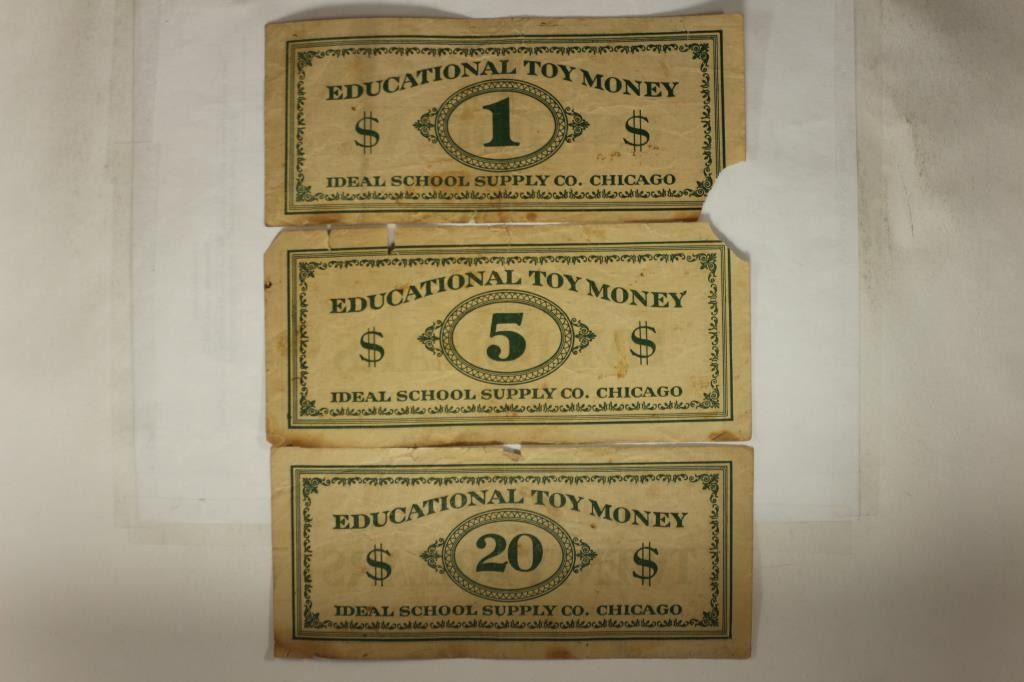 EDUCATIONAL TOY MONEY
$ 1 $
IDEAL SCHOOL SUPPLY CO. CHICAGO
EDUCATIONAL TOY MONEY
$ 5 $
IDEAL SCHOOL SUPPLY CO. CHICAGO
EDUCATIONAL TOY MONEY
$ 20 $
IDEAL SCHOOL SUPPLY CO. CHICAGO